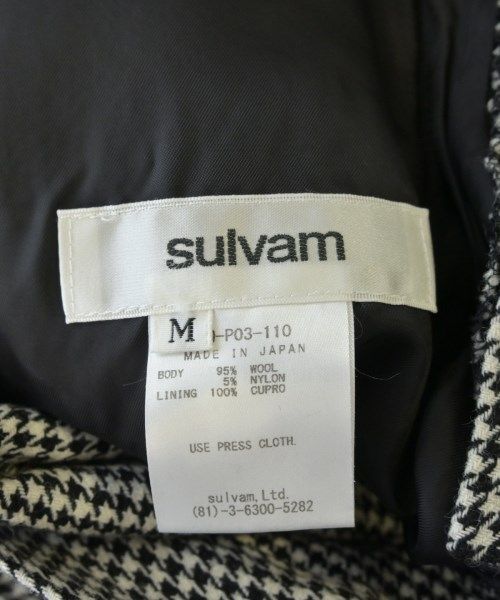 sulvam
M
-P03-110
MADE IN JAPAN
BODY 95% WOOL
5% NYLON
LINING 100% CUPRO
USE PRESS CLOTH.
sulvam, Ltd.
(81)-3-6300-5282